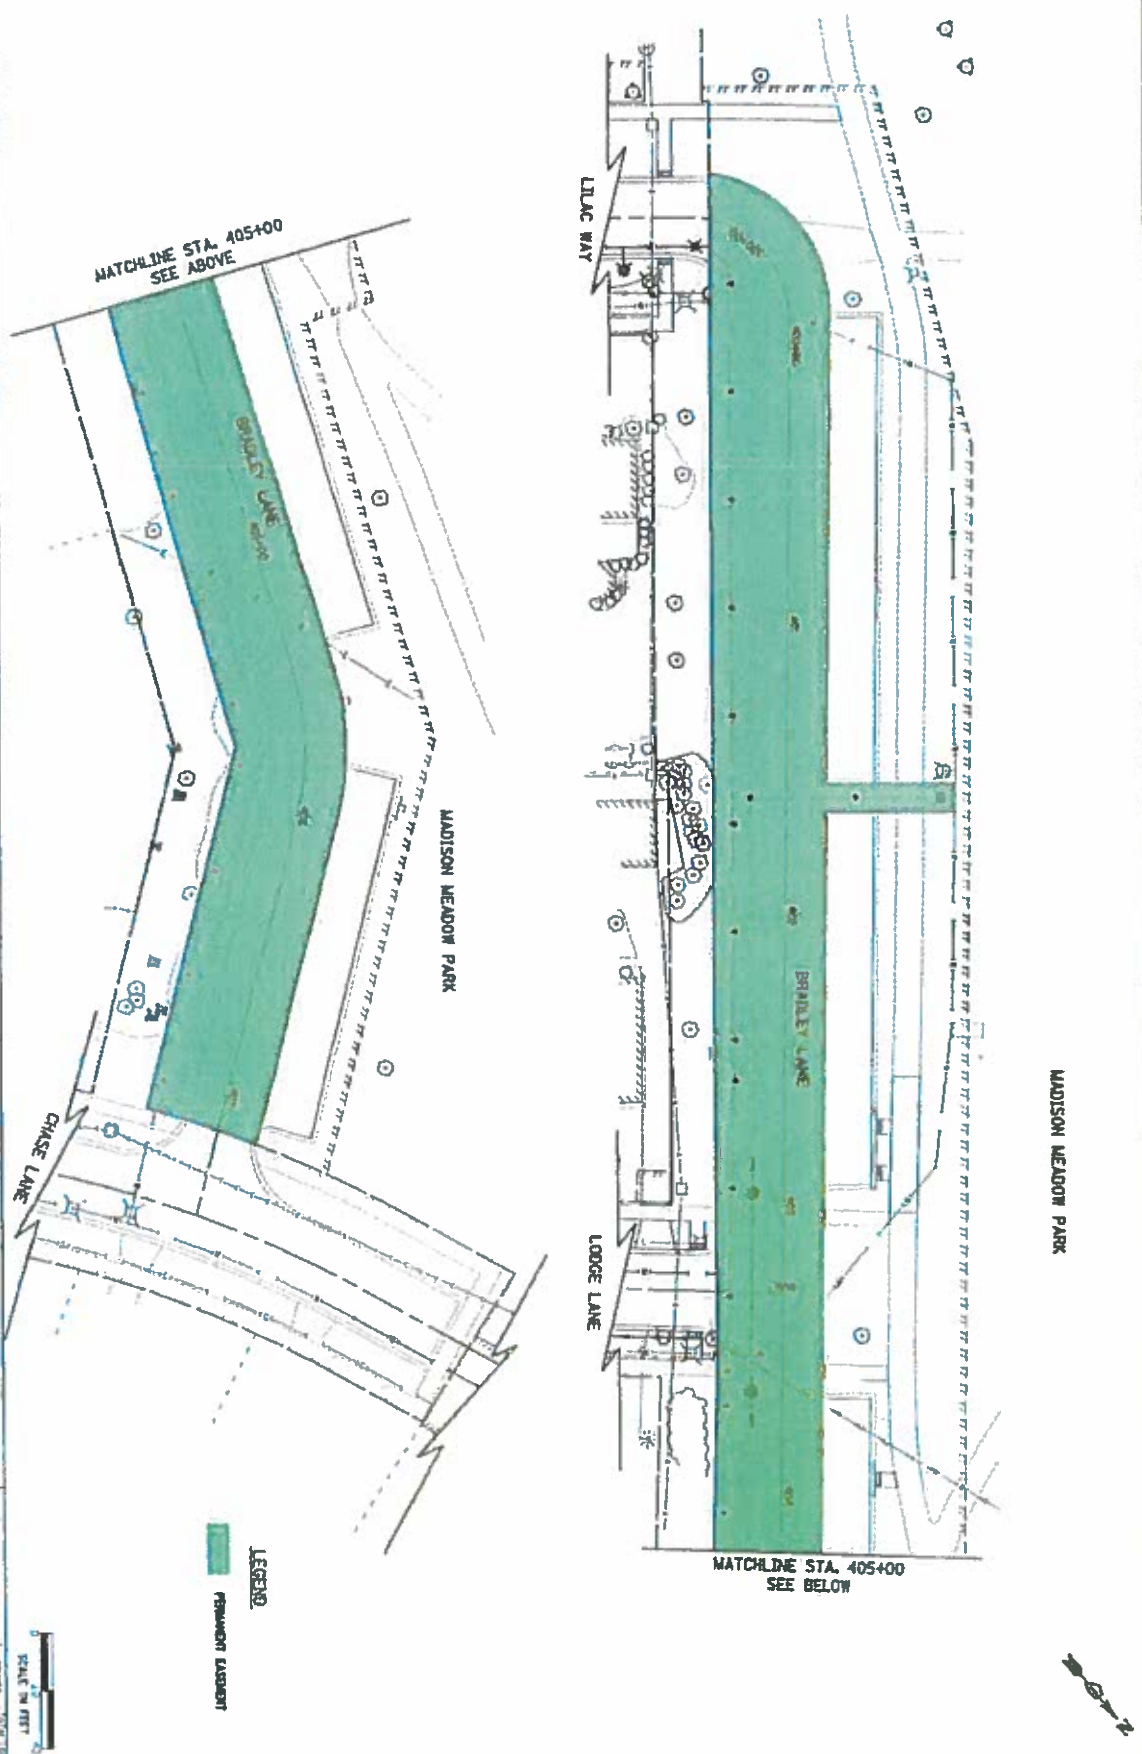 MADISON MEADOW PARK
LILAC WAY
BRADLEY LANE
LODGE LANE
MATCHLINE STA. 405+00
SEE BELOW
MATCHLINE STA. 405+00
SEE ABOVE
BRADLEY LANE
MADISON MEADOW PARK
CHASE LANE
LEGEND
PERMANENT EASEMENT
SCALE IN FEET